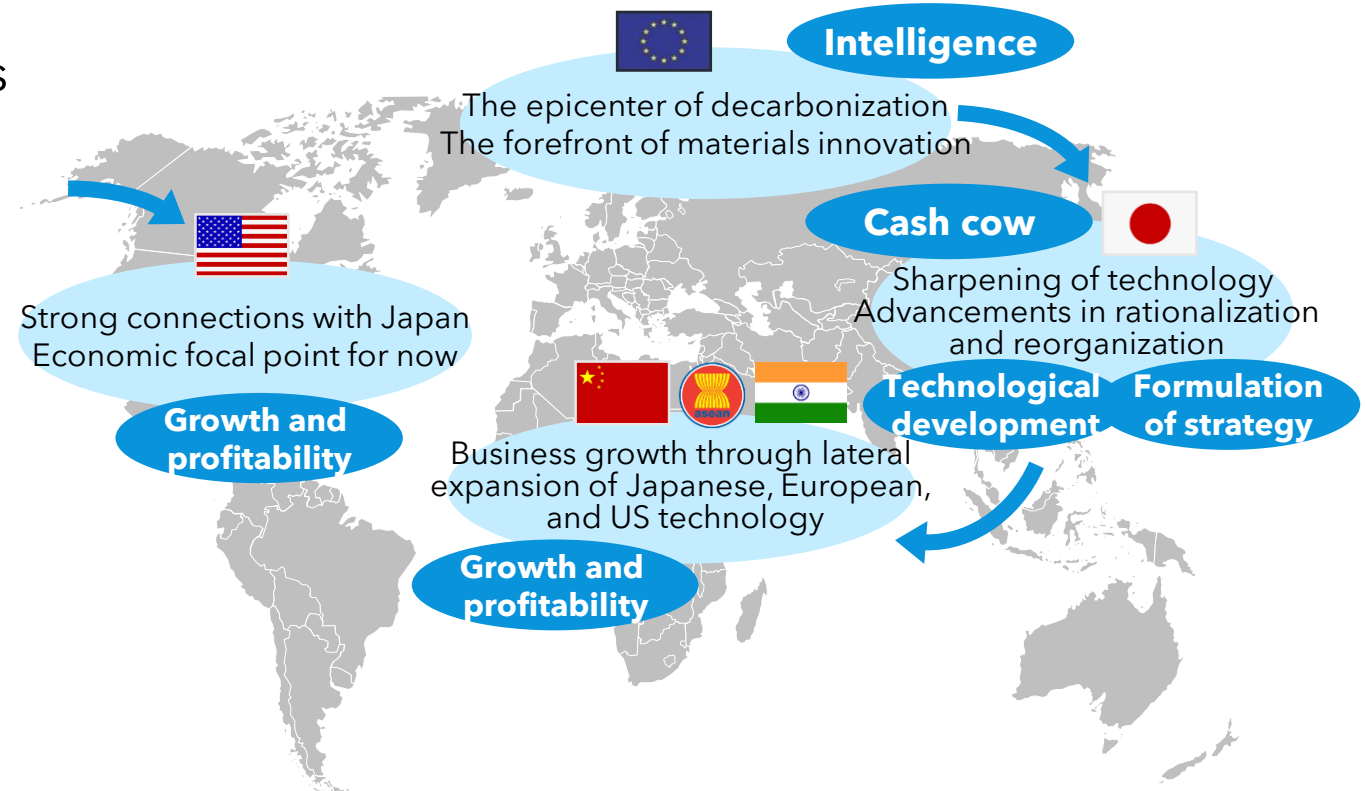 s
Intelligence
The epicenter of decarbonization
The forefront of materials innovation
Cash cow
Sharpening of technology
Advancements in rationalization
and reorganization
Technological
development
Formulation
of strategy
Strong connections with Japan
Economic focal point for now
Growth and
profitability
asean
Business growth through lateral
expansion of Japanese, European,
and US technology
Growth and
profitability